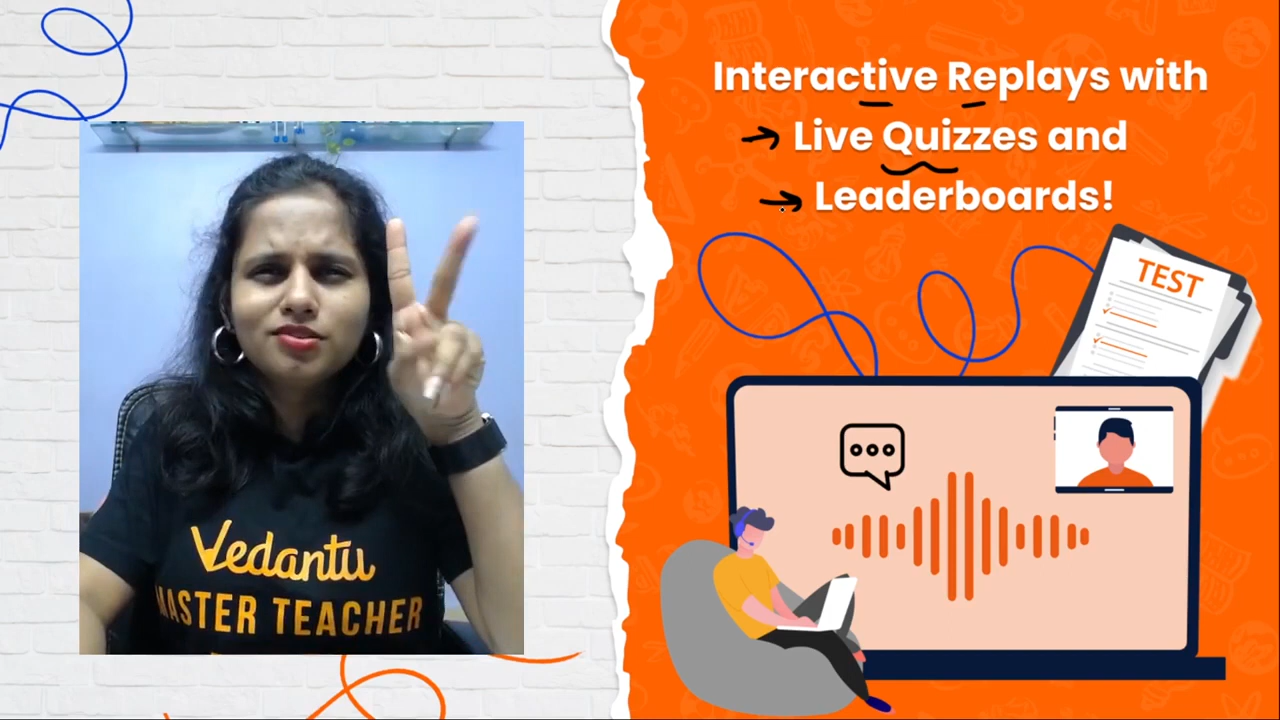 Interactive Replays with
Live Quizzes and
Leaderboards!
TEST
Vedantu
MASTER TEACHER